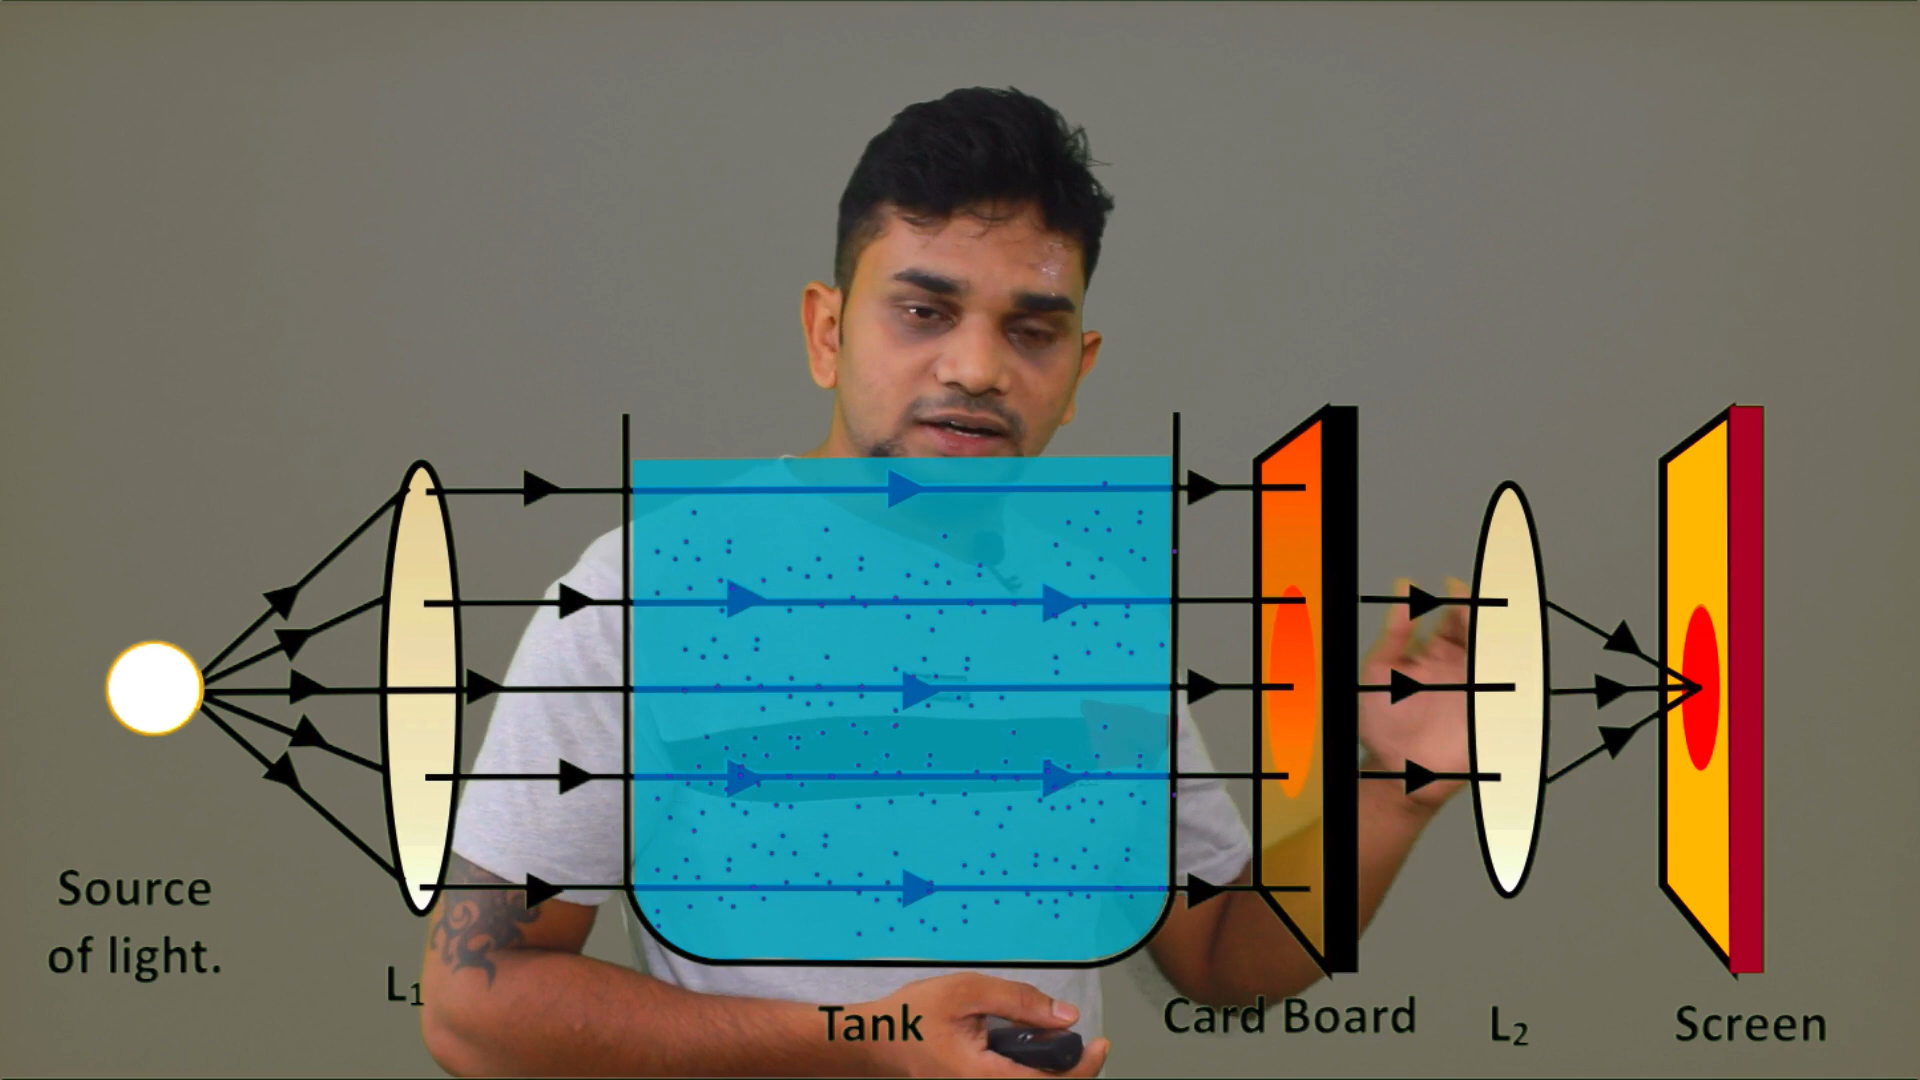 Source
of light.
L₁
Tank
Card Board
L₂
Screen